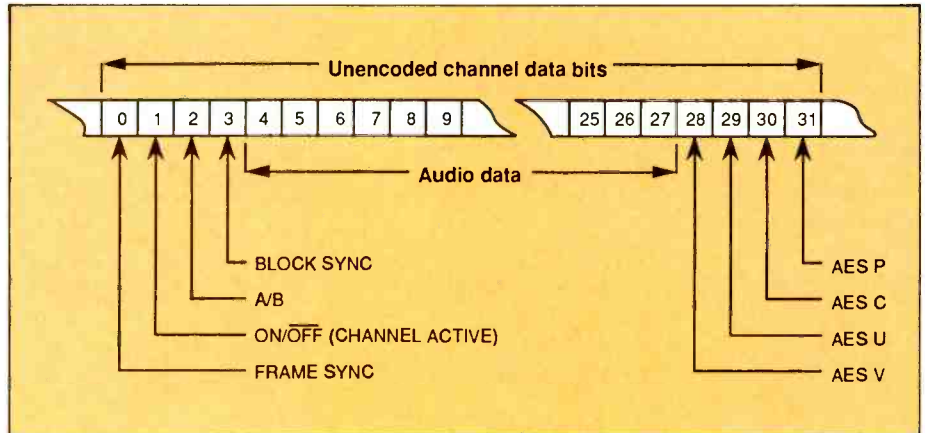 Unencoded channel data bits
0 1 2 3 4 5 6 7 8 9 25 26 27 28 29 30 31
Audio data
BLOCK SYNC
A/B
ON/OFF (CHANNEL ACTIVE)
FRAME SYNC
AES P
AES C
AES U
AES V